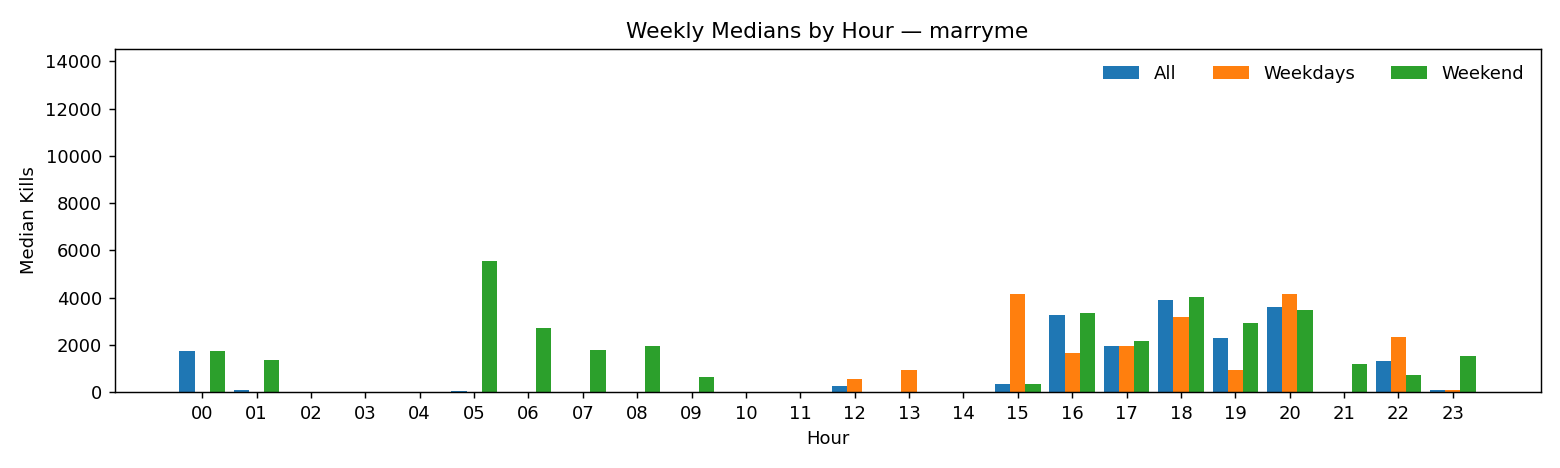 Weekly Medians by Hour — marryme
All Weekdays Weekend
Median Kills
14000
12000
10000
8000
6000
4000
2000
0
00 01 02 03 04 05 06 07 08 09 10 11 12 13 14 15 16 17 18 19 20 21 22 23
Hour